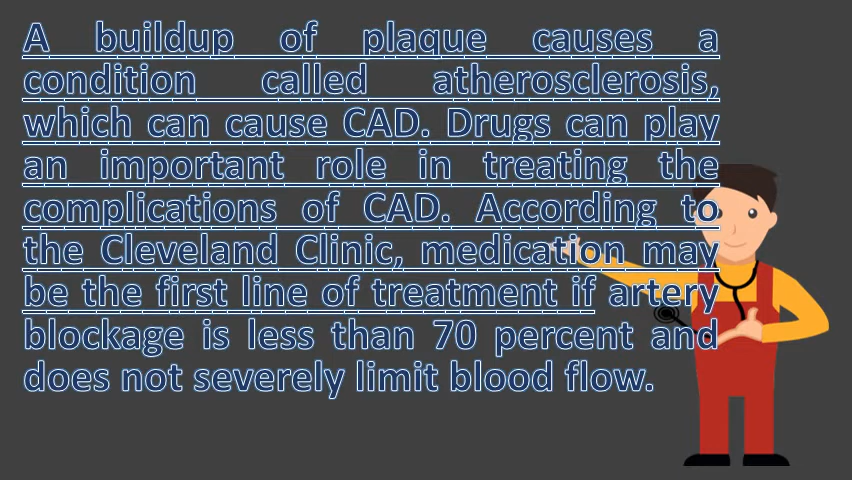 A buildup of plaque causes a
condition called atherosclerosis,
which can cause CAD. Drugs can play
an important role in treating the
complications of CAD. According to
the Cleveland Clinic, medication may
be the first line of treatment if artery
blockage is less than 70 percent and
does not severely limit blood flow.